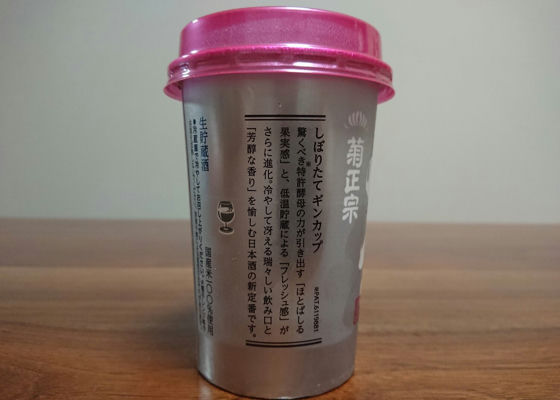 菊正宗
しぼりたて ギンカップ
驚くべき特許酵母※の力が引き出す「ほとばしる
果実感」と、低温貯蔵による「フレッシュ感」が
さらに進化。冷やして冴える瑞々しい飲み口と
「芳醇な香り」を愉しむ日本酒の新定番です。
※PAT.6115681
生貯蔵酒
国産米一〇〇%使用